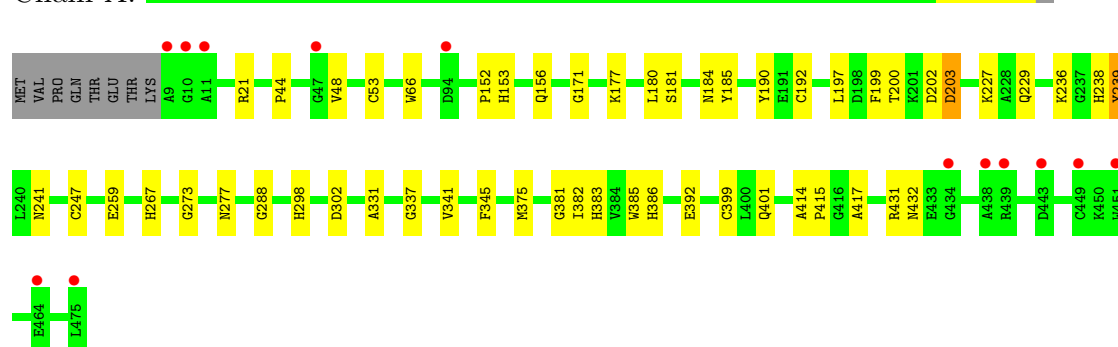 MET VAL PRO GLN THR GLU THR LYS A9 G10 A11 R21 P44 G47 V48 C53 W66 D94 P152 H153 Q156 G171 K177 L180 S181 N184 Y185 Y190 E191 C192 L197 D198 F199 T200 K201 D202 D203 K227 A228 Q229 K236 G237 H238
L240 N241 C247 E259 H267 G273 N277 G288 H298 D302 A331 G337 V341 F345 M375 G381 I382 H383 V384 W385 H386 E392 C399 L400 Q401 A414 P415 G416 A417 R431 N432 E433 G434 A438 R439 D443 C449 K450
E464 L475